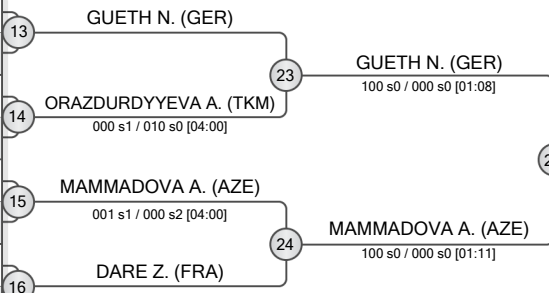 13
GUETH N. (GER)
23
GUETH N. (GER)
100 s0 / 000 s0 [01:08]
14
ORAZDURDYYEVA A. (TKM)
000 s1 / 010 s0 [04:00]
15
MAMMADOVA A. (AZE)
001 s1 / 000 s2 [04:00]
24
MAMMADOVA A. (AZE)
100 s0 / 000 s0 [01:11]
16
DARE Z. (FRA)